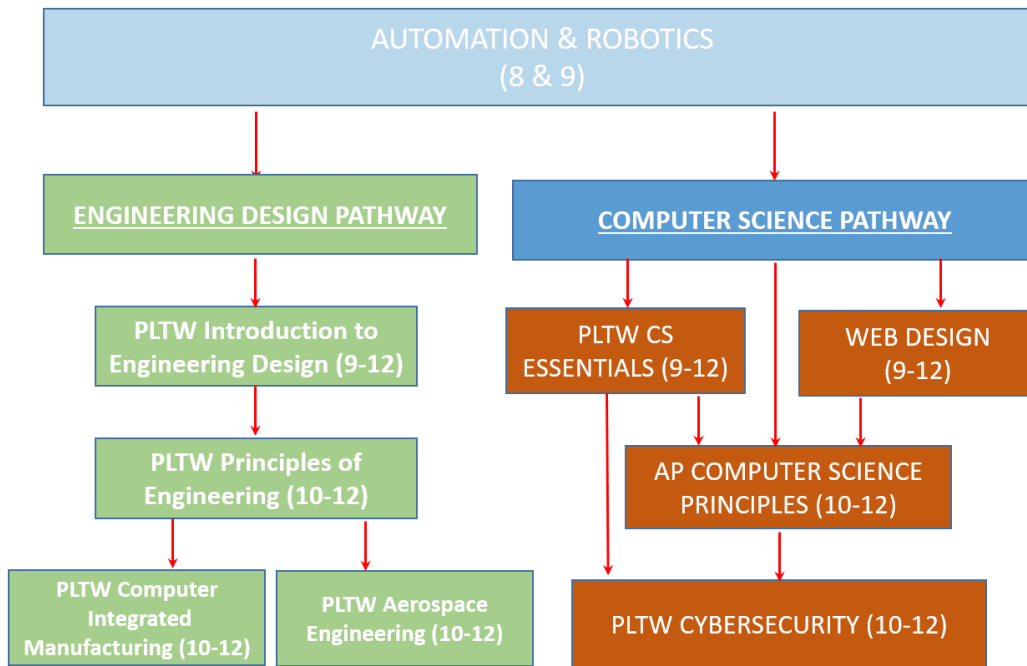 AUTOMATION & ROBOTICS
(8 & 9)
ENGINEERING DESIGN PATHWAY
COMPUTER SCIENCE PATHWAY
PLTW Introduction to
Engineering Design (9-12)
PLTW CS
ESSENTIALS (9-12)
WEB DESIGN
(9-12)
PLTW Principles of
Engineering (10-12)
AP COMPUTER SCIENCE
PRINCIPLES (10-12)
PLTW Computer
Integrated
Manufacturing (10-12)
PLTW Aerospace
Engineering (10-12)
PLTW CYBERSECURITY (10-12)